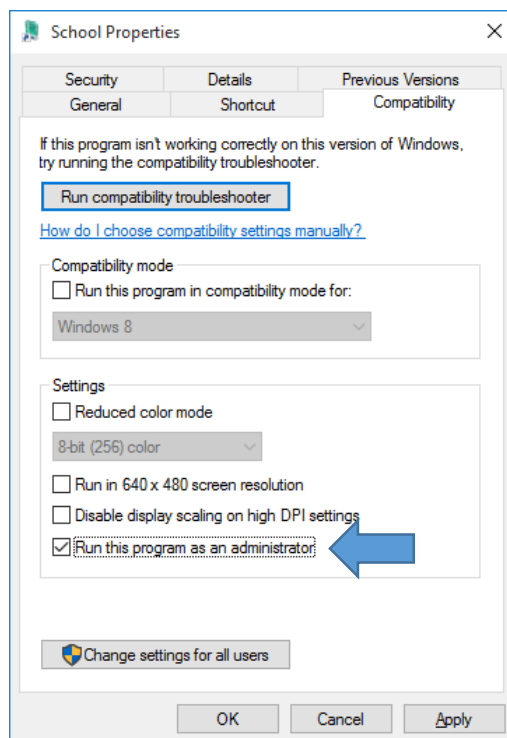 School Properties
Security Details Previous Versions
General Shortcut Compatibility
If this program isn't working correctly on this version of Windows,
try running the compatibility troubleshooter.
Run compatibility troubleshooter
How do I choose compatibility settings manually?
Compatibility mode
Run this program in compatibility mode for:
Windows 8
Settings
Reduced color mode
8-bit (256) color
Run in 640 x 480 screen resolution
Disable display scaling on high DPI settings
Run this program as an administrator
Change settings for all users
OK Cancel Apply